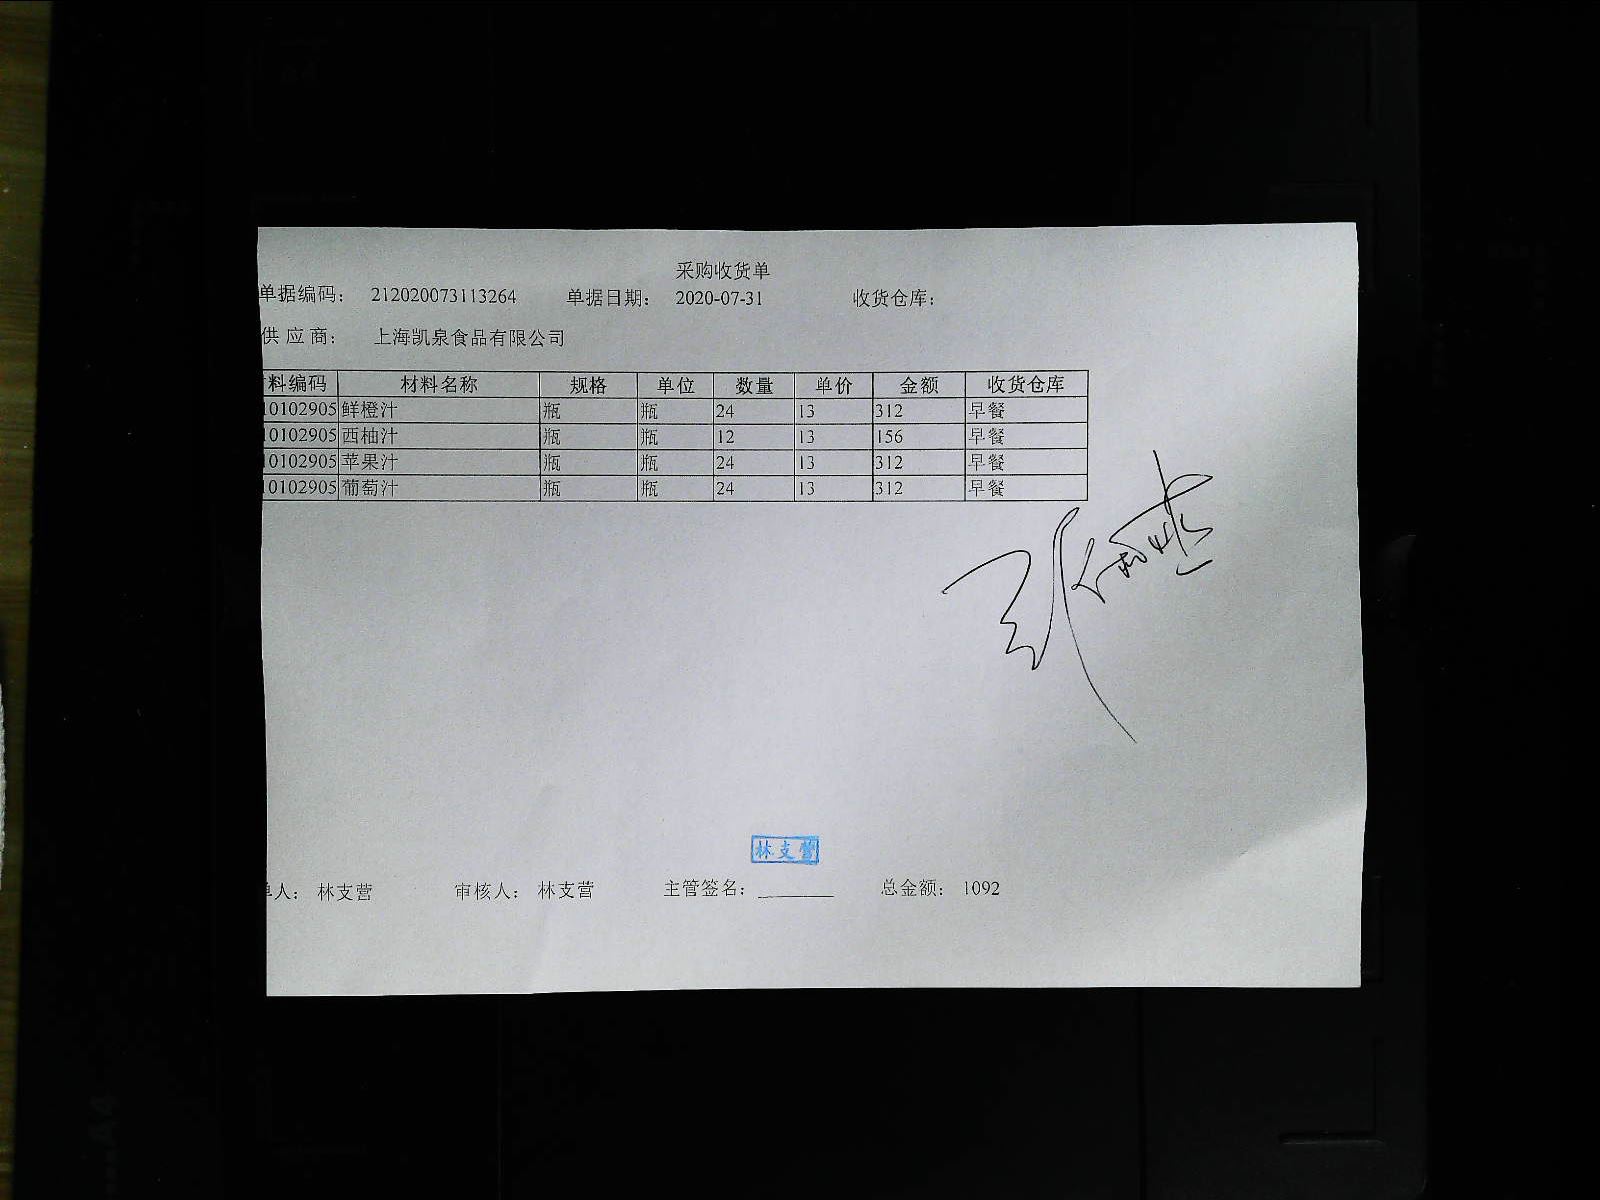 采购收货单
单据编码： 212020073113264 单据日期： 2020-07-31 收货仓库：
供 应 商： 上海凯泉食品有限公司
料编码 材料名称 规格 单位 数量 单价 金额 收货仓库
10102905 鲜橙汁 瓶 瓶 24 13 312 早餐
10102905 西柚汁 瓶 瓶 12 13 156 早餐
10102905 苹果汁 瓶 瓶 24 13 312 早餐
10102905 葡萄汁 瓶 瓶 24 13 312 早餐
林支营
单人： 林支营 审核人： 林支营 主管签名： 总金额： 1092